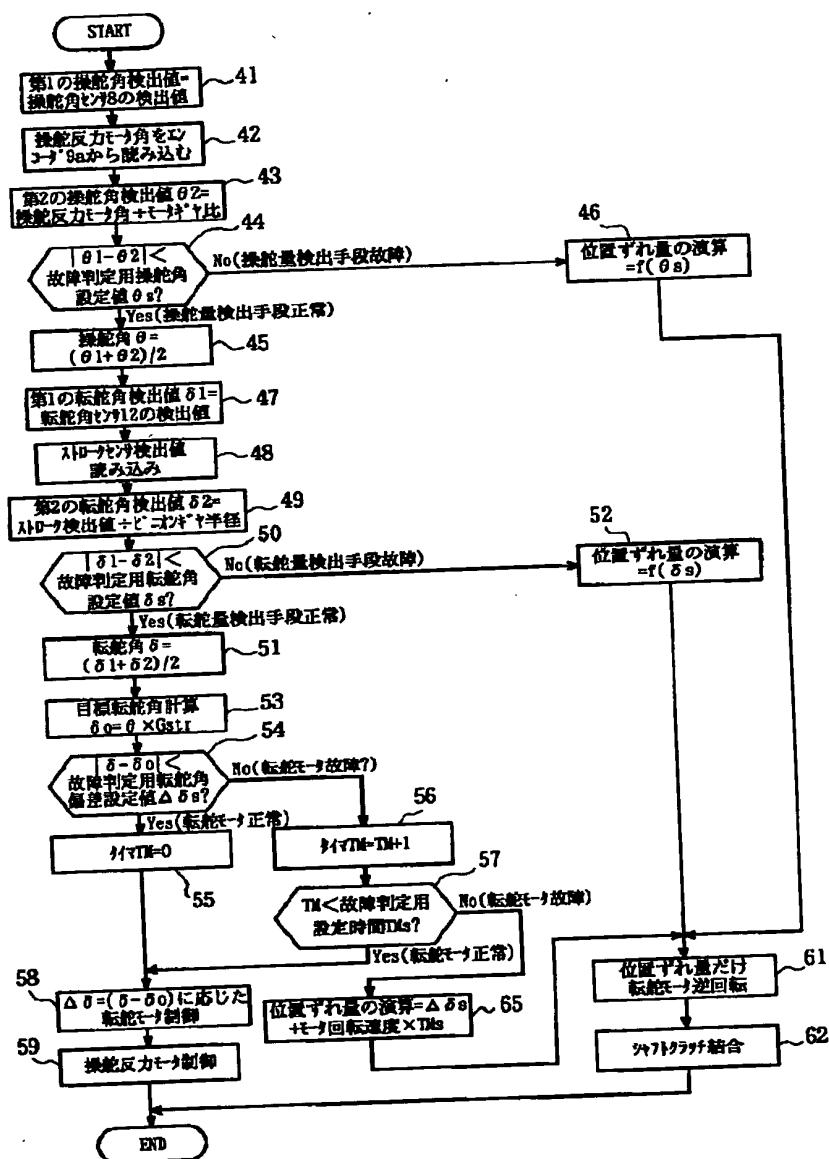 START
第1の操舵角検出値=
操舵角ｾﾝｻ8の検出値
41
操舵反力ﾓｰﾀ角をｴﾝ
ｺｰﾀﾞ9aから読み込む
42
第2の操舵角検出値θ2=
操舵反力ﾓｰﾀ角÷ﾓｰﾀｷﾞﾔ比
43
|θ1-θ2|<
故障判定用操舵角
設定値θs?
44
No(操舵量検出手段故障)
位置ずれ量の演算
=f(θs)
46
Yes(操舵量検出手段正常)
操舵角θ=
(θ1+θ2)/2
45
第1の転舵角検出値δ1=
転舵角ｾﾝｻ12の検出値
47
ｽﾄﾛｰｸｾﾝｻ検出値
読み込み
48
第2の転舵角検出値δ2=
ｽﾄﾛｰｸ検出値÷ﾋﾟﾆｵﾝｷﾞﾔ半径
49
|δ1-δ2|<
故障判定用転舵角
設定値δs?
50
No(転舵量検出手段故障)
位置ずれ量の演算
=f(δs)
52
Yes(転舵量検出手段正常)
転舵角δ=
(δ1+δ2)/2
51
目標転舵角計算
δo=θ×Gstr
53
|δ-δo|<
故障判定用転舵角
偏差設定値Δδs?
54
No(転舵ﾓｰﾀ故障?)
Yes(転舵ﾓｰﾀ正常)
ﾀｲﾏTM=0
55
ﾀｲﾏTM=TM+1
56
TM<故障判定用
設定時間TMs?
57
No(転舵ﾓｰﾀ故障)
Yes(転舵ﾓｰﾀ正常)
58
Δδ=(δ-δo)に応じた
転舵ﾓｰﾀ制御
位置ずれ量の演算=Δδs
+ﾓｰﾀ回転速度×TMs
65
位置ずれ量だけ
転舵ﾓｰﾀ逆回転
61
59
操舵反力ﾓｰﾀ制御
ｼｬﾌﾄｸﾗｯﾁ結合
62
END